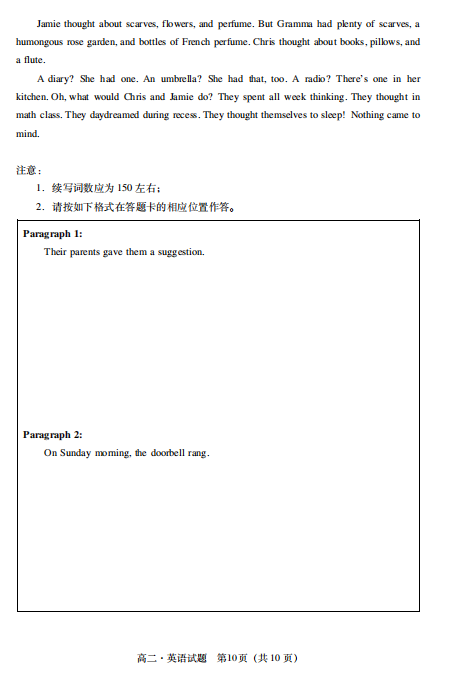 Jamie thought about scarves, flowers, and perfume. But Gramma had plenty of scarves, a
humongous rose garden, and bottles of French perfume. Chris thought about books, pillows, and
a flute.
A diary? She had one. An umbrella? She had that, too. A radio? There's one in her
kitchen. Oh, what would Chris and Jamie do? They spent all week thinking. They thought in
math class. They daydreamed during recess. They thought themselves to sleep! Nothing came to
mind.
注意：
1．续写词数应为 150 左右；
2．请按如下格式在答题卡的相应位置作答。
Paragraph 1:
Their parents gave them a suggestion.
Paragraph 2:
On Sunday morning, the doorbell rang.
高二·英语试题 第10页（共 10 页）